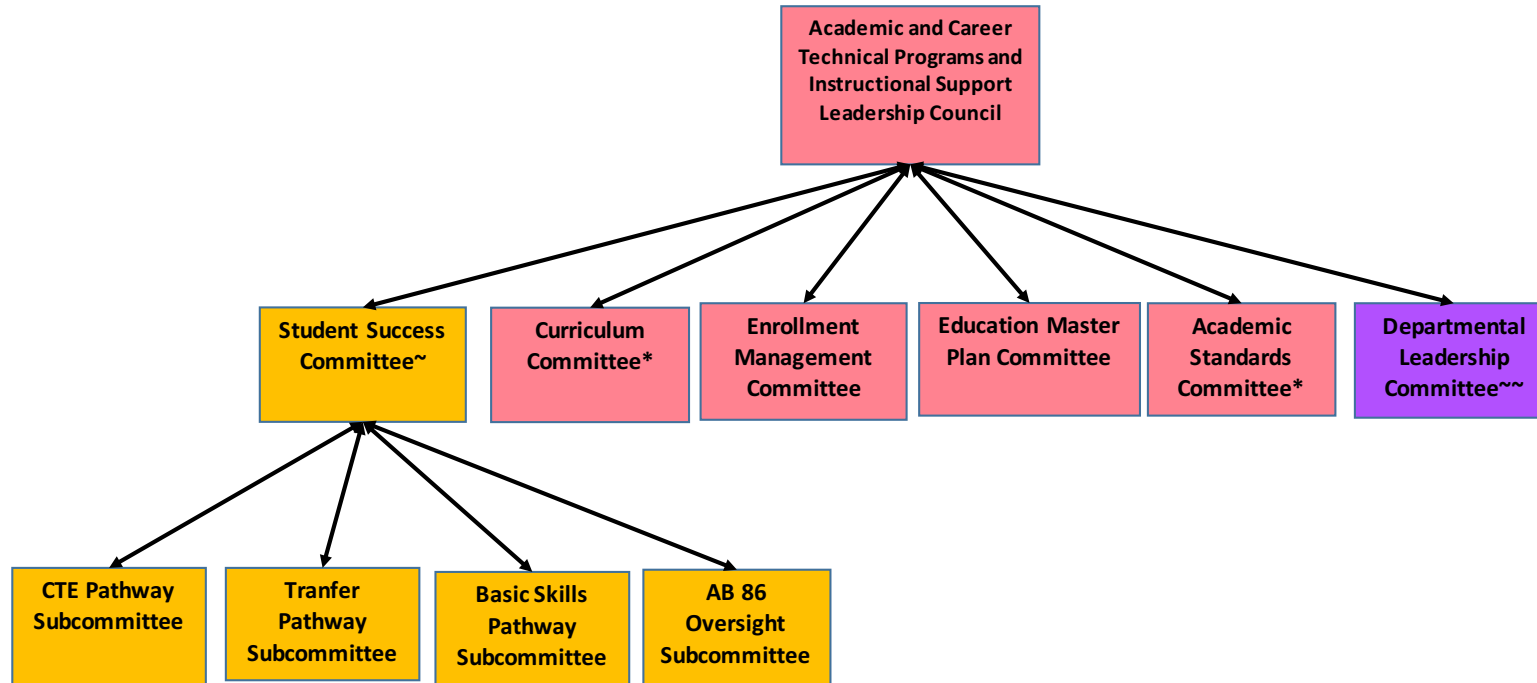 Academic and Career
Technical Programs and
Instructional Support
Leadership Council
Student Success
Committee~
Curriculum
Committee*
Enrollment
Management
Committee
Education Master
Plan Committee
Academic
Standards
Committee*
Departmental
Leadership
Committee~~
CTE Pathway
Subcommittee
Tranfer
Pathway
Subcommittee
Basic Skills
Pathway
Subcommittee
AB 86
Oversight
Subcommittee